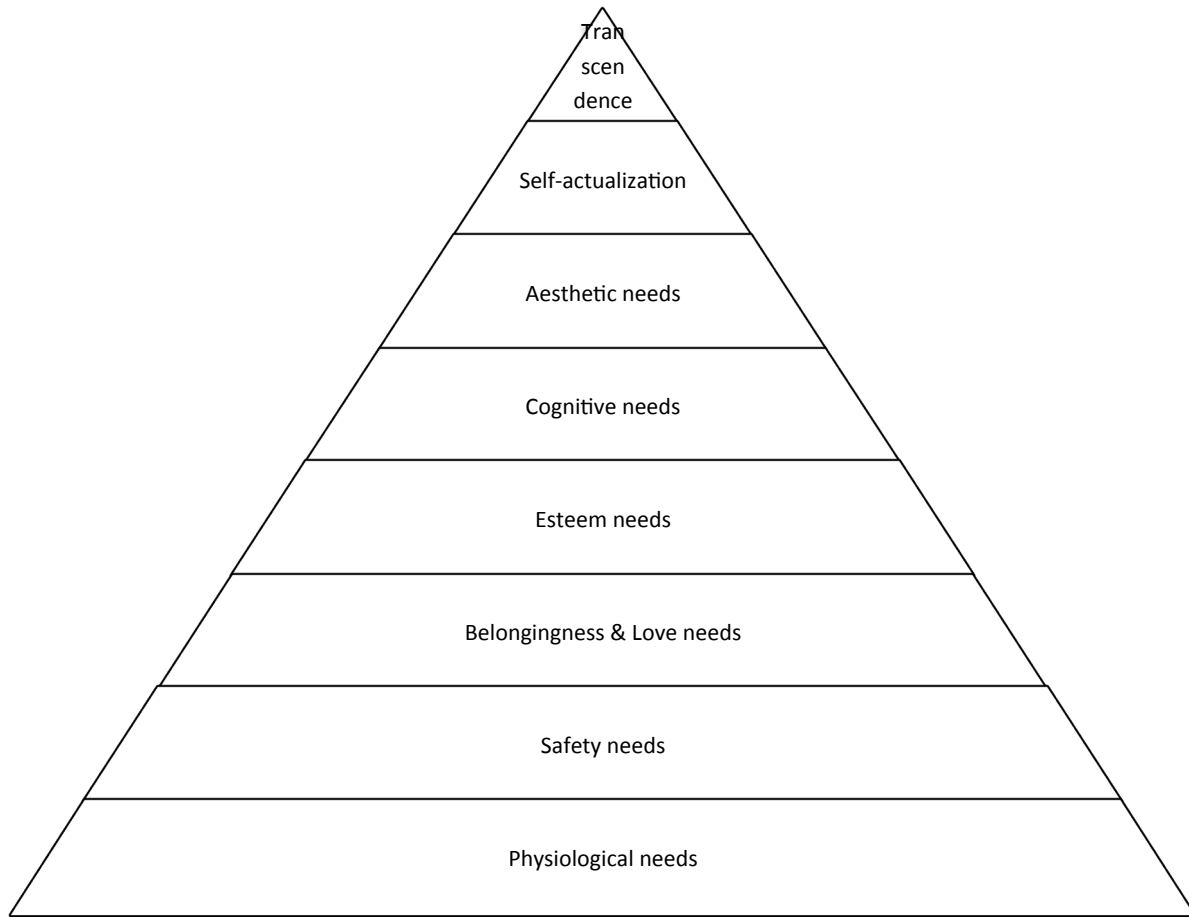 Tran
scen
dence
Self-actualization
Aesthetic needs
Cognitive needs
Esteem needs
Belongingness & Love needs
Safety needs
Physiological needs